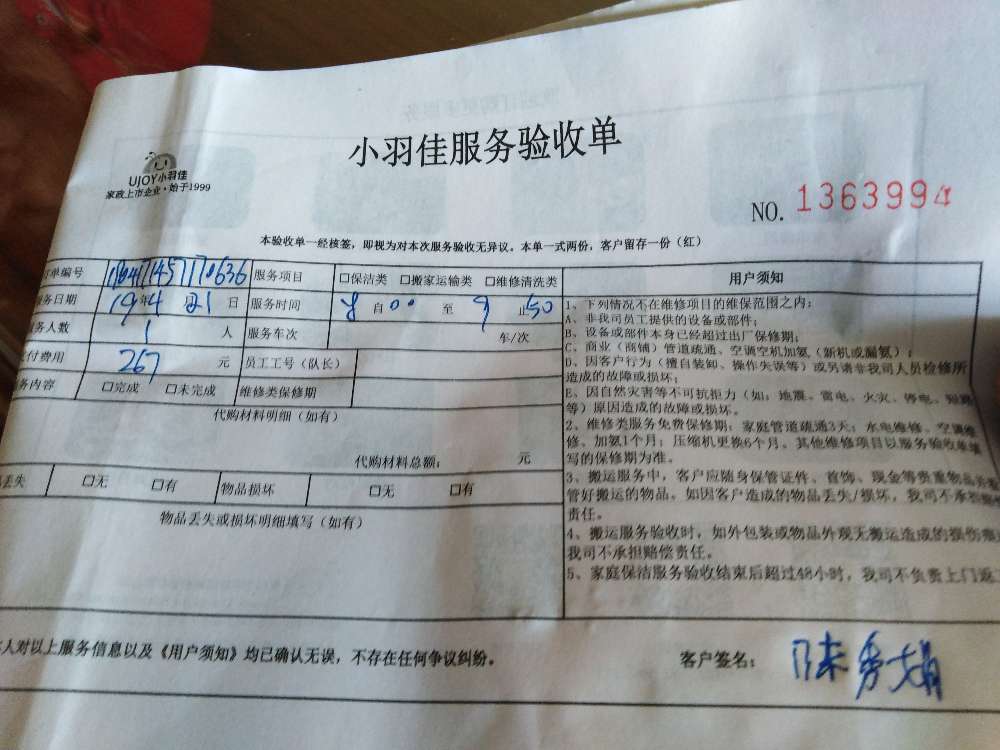 小羽佳服务验收单
UJOY小羽佳
家政上市企业·始于1999
NO. 1363994
本验收单一经核签，即视为对本次服务验收无异议。本单一式两份，客户留存一份（红）
订单编号 服务项目 □保洁类 □搬家运输类 □维修清洗类
服务日期 19年4月21日 服务时间 自00 至9止50
服务人数 1 人 服务车次 车/次
付费用 267 元 员工工号（队长）
务内容 □完成 □未完成 维修类保修期
代购材料明细（如有）
代购材料总额： 元
丢失 □无 □有 物品损坏 □无 □有
物品丢失或损坏明细填写（如有）
用户须知
1、下列情况不在维修项目的维保范围之内：
A、非我司员工提供的设备或部件；
B、设备或部件本身已经超过出厂保修期；
C、商业（商铺）管道疏通、空调空机加氨（新机或漏氨）；
D、因客户行为（擅自装卸、操作失误等）或另请非我司人员检修所
造成的故障或损坏；
E、因自然灾害等不可抗拒力（如：地震、雷电、火灾、停电、短路
等）原因造成的故障或损坏。
2、维修类服务免费保修期：家庭管道疏通3天；水电维修、空调维
修、加氨1个月；压缩机更换6个月。其他维修项目以服务验收单填
写的保修期为准。
3、搬运服务中，客户应随身保管证件、首饰、现金等贵重物品
管好搬运的物品。如因客户造成的物品丢失/损坏，我司不承担
责任。
4、搬运服务验收时，如外包装或物品外观无搬运造成的损伤
我司不承担赔偿责任。
5、家庭保洁服务验收结束后超过48小时，我司不负责上门返
人对以上服务信息以及《用户须知》均已确认无误，不存在任何争议纠纷。
客户签名： 陈秀娟